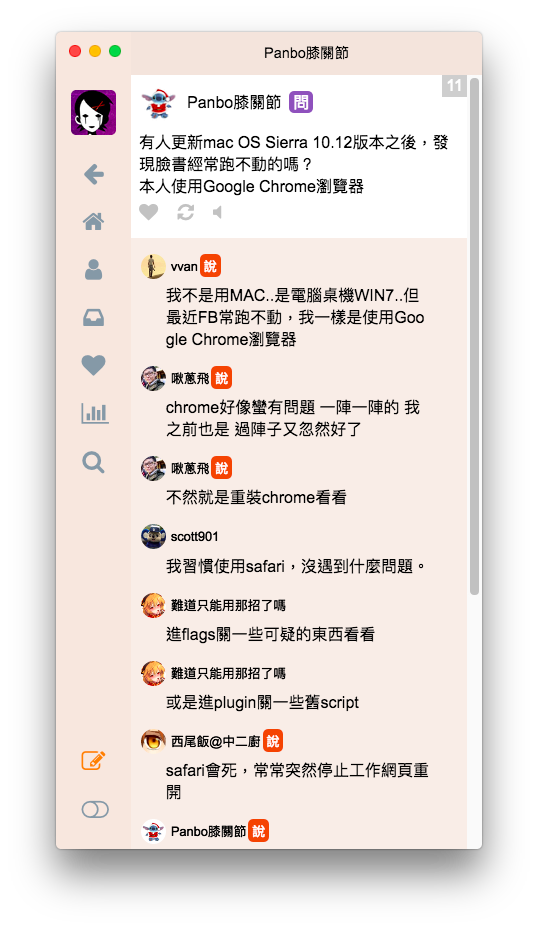 Panbo膝關節
11
Panbo膝關節 問
有人更新mac OS Sierra 10.12版本之後，發
現臉書經常跑不動的嗎？
本人使用Google Chrome瀏覽器
vvan 說
我不是用MAC..是電腦桌機WIN7..但
最近FB常跑不動，我一樣是使用Goo
gle Chrome瀏覽器
啾蔥飛 說
chrome好像蠻有問題 一陣一陣的 我
之前也是 過陣子又忽然好了
啾蔥飛 說
不然就是重裝chrome看看
scott901
我習慣使用safari，沒遇到什麼問題。
難道只能用那招了嗎
進flags關一些可疑的東西看看
難道只能用那招了嗎
或是進plugin關一些舊script
西尾飯@中二廚 說
safari會死，常常突然停止工作網頁重
開
Panbo膝關節 說